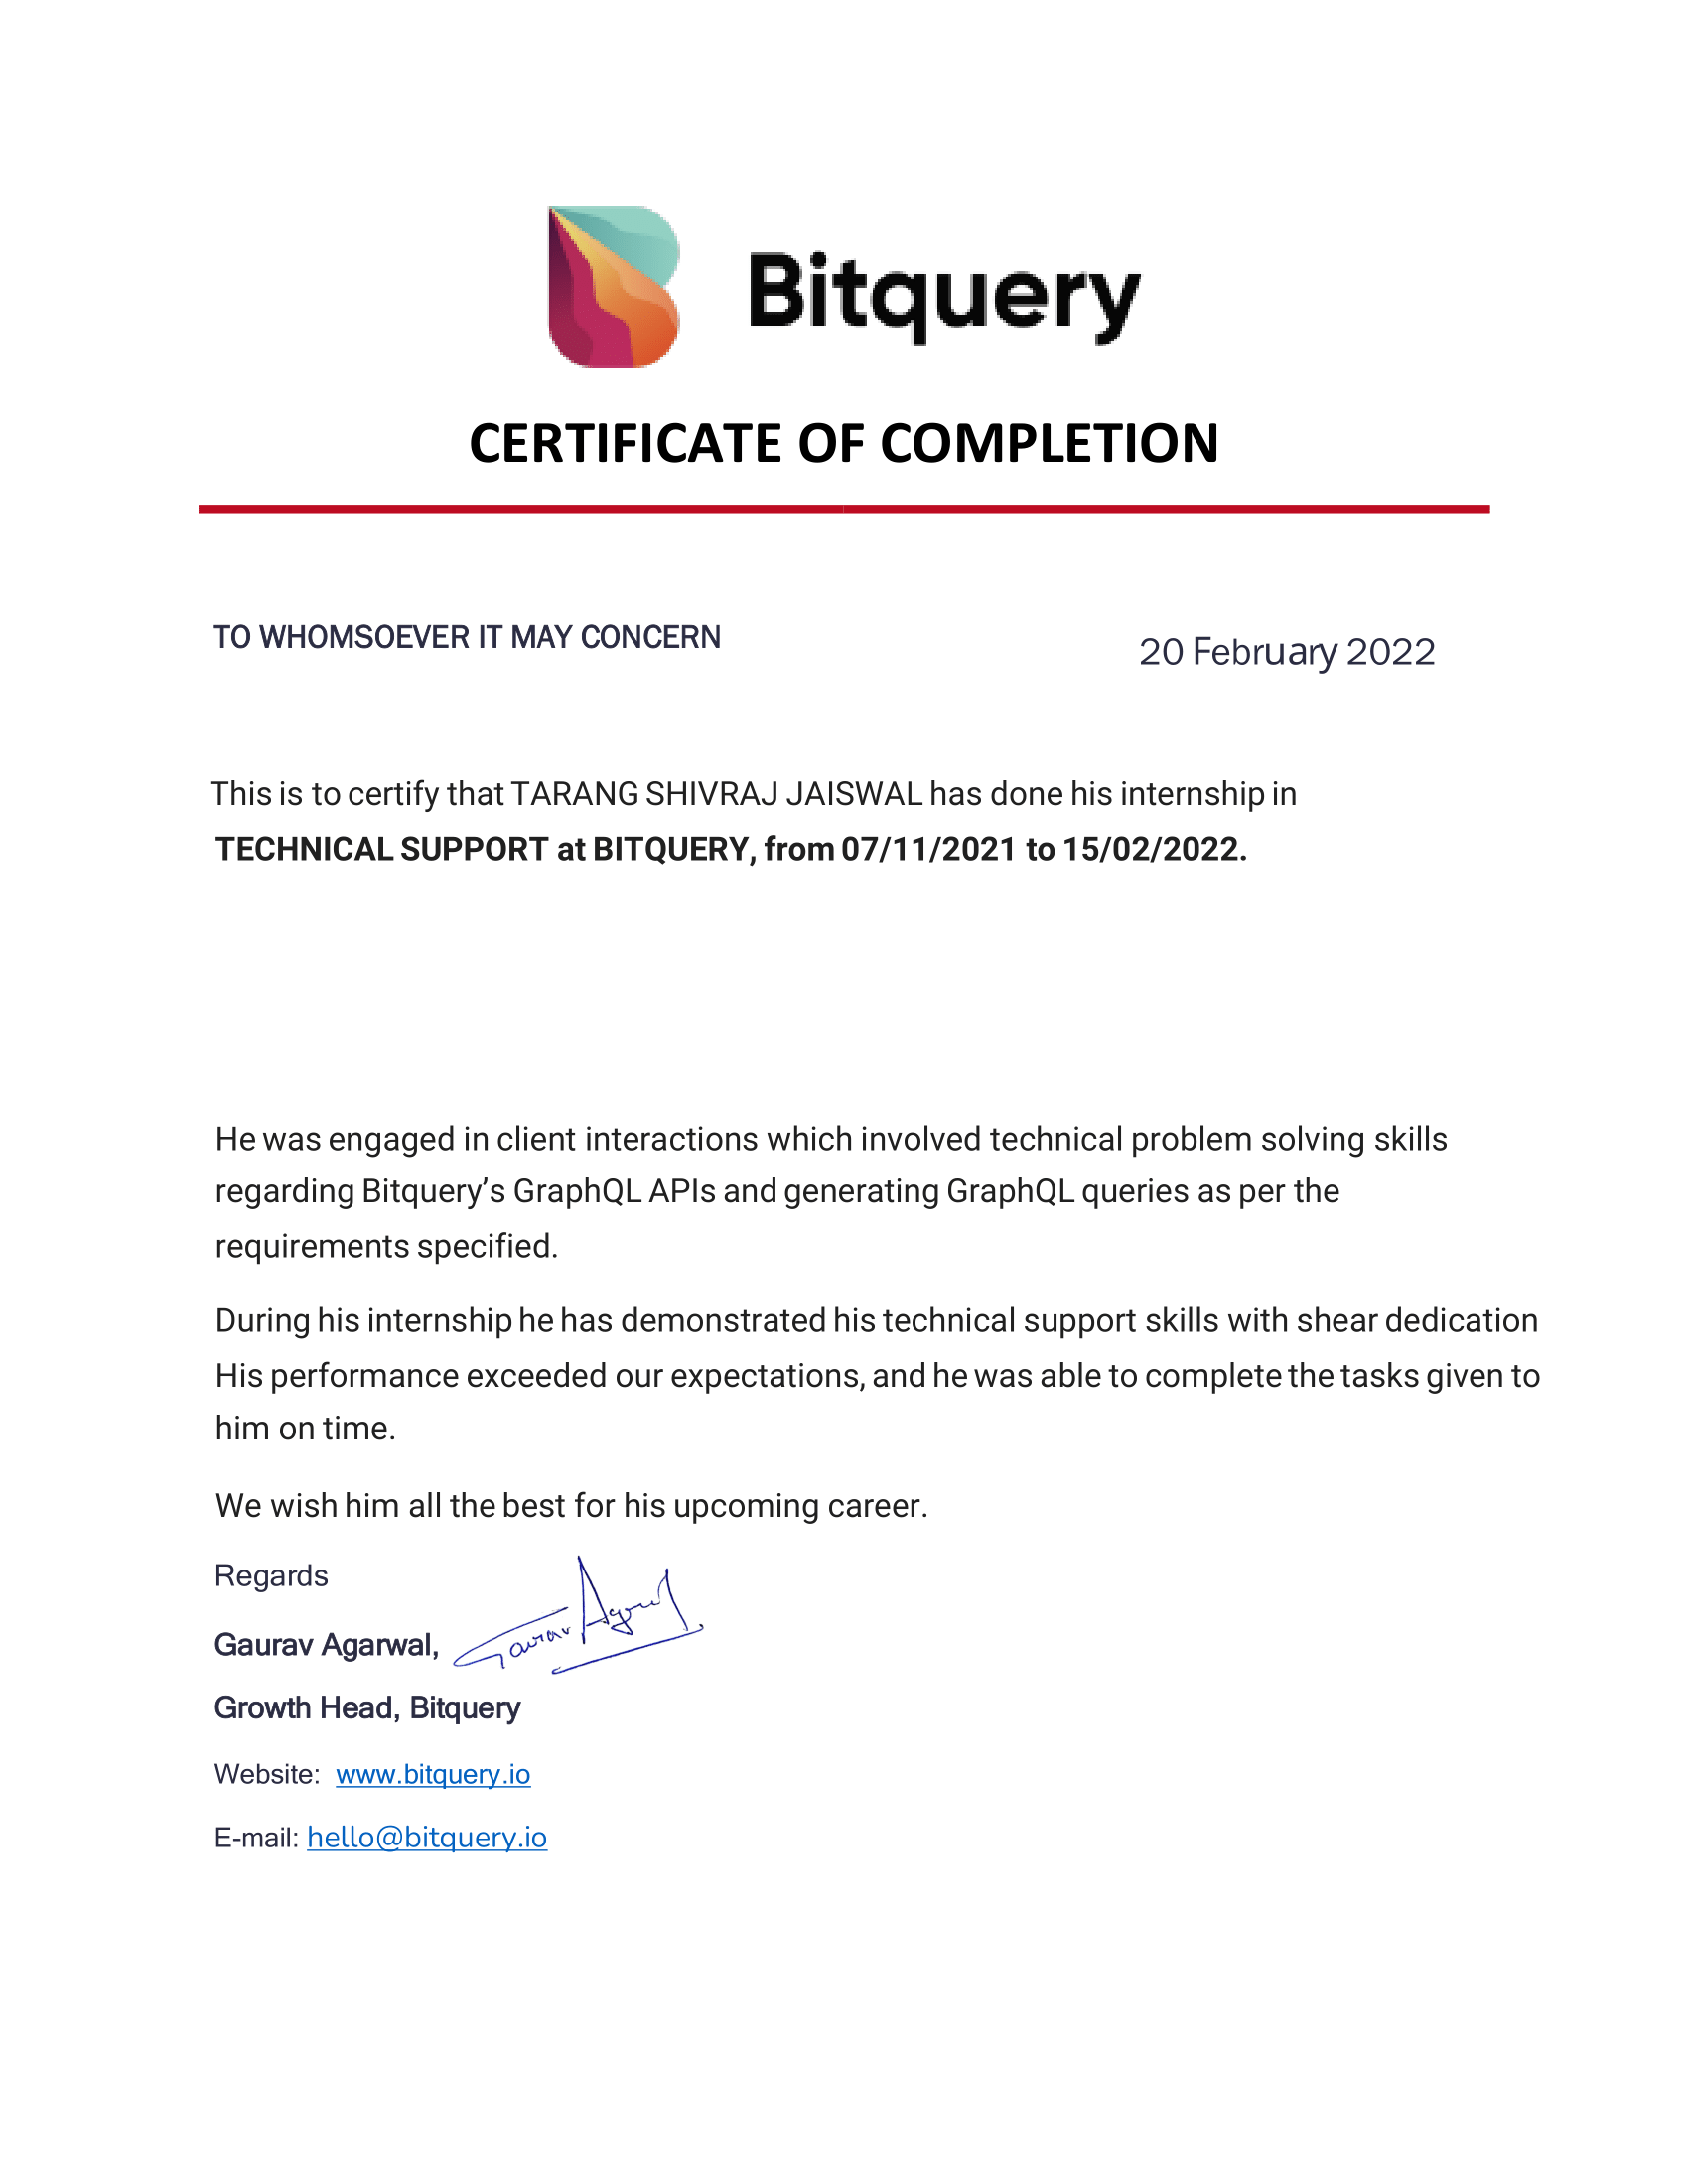 Bitquery
CERTIFICATE OF COMPLETION
TO WHOMSOEVER IT MAY CONCERN
20 February 2022
This is to certify that TARANG SHIVRAJ JAISWAL has done his internship in
TECHNICAL SUPPORT at BITQUERY, from 07/11/2021 to 15/02/2022.
He was engaged in client interactions which involved technical problem solving skills
regarding Bitquery’s GraphQL APIs and generating GraphQL queries as per the
requirements specified.
During his internship he has demonstrated his technical support skills with shear dedication
His performance exceeded our expectations, and he was able to complete the tasks given to
him on time.
We wish him all the best for his upcoming career.
Regards
Gaurav Agarwal,
Gaurav Agarwal
Growth Head, Bitquery
Website: www.bitquery.io
E-mail: hello@bitquery.io